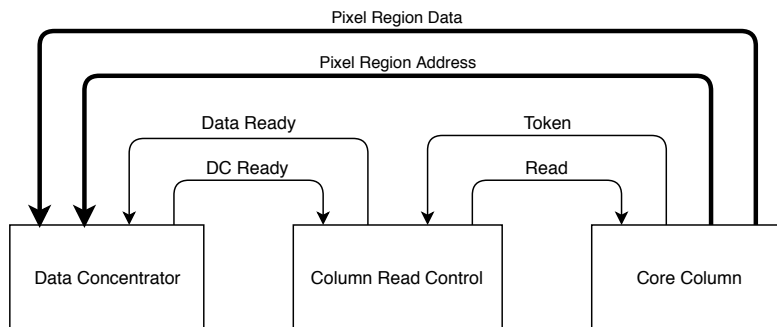 Pixel Region Data
Pixel Region Address
Data Ready
Token
DC Ready
Read
Data Concentrator
Column Read Control
Core Column